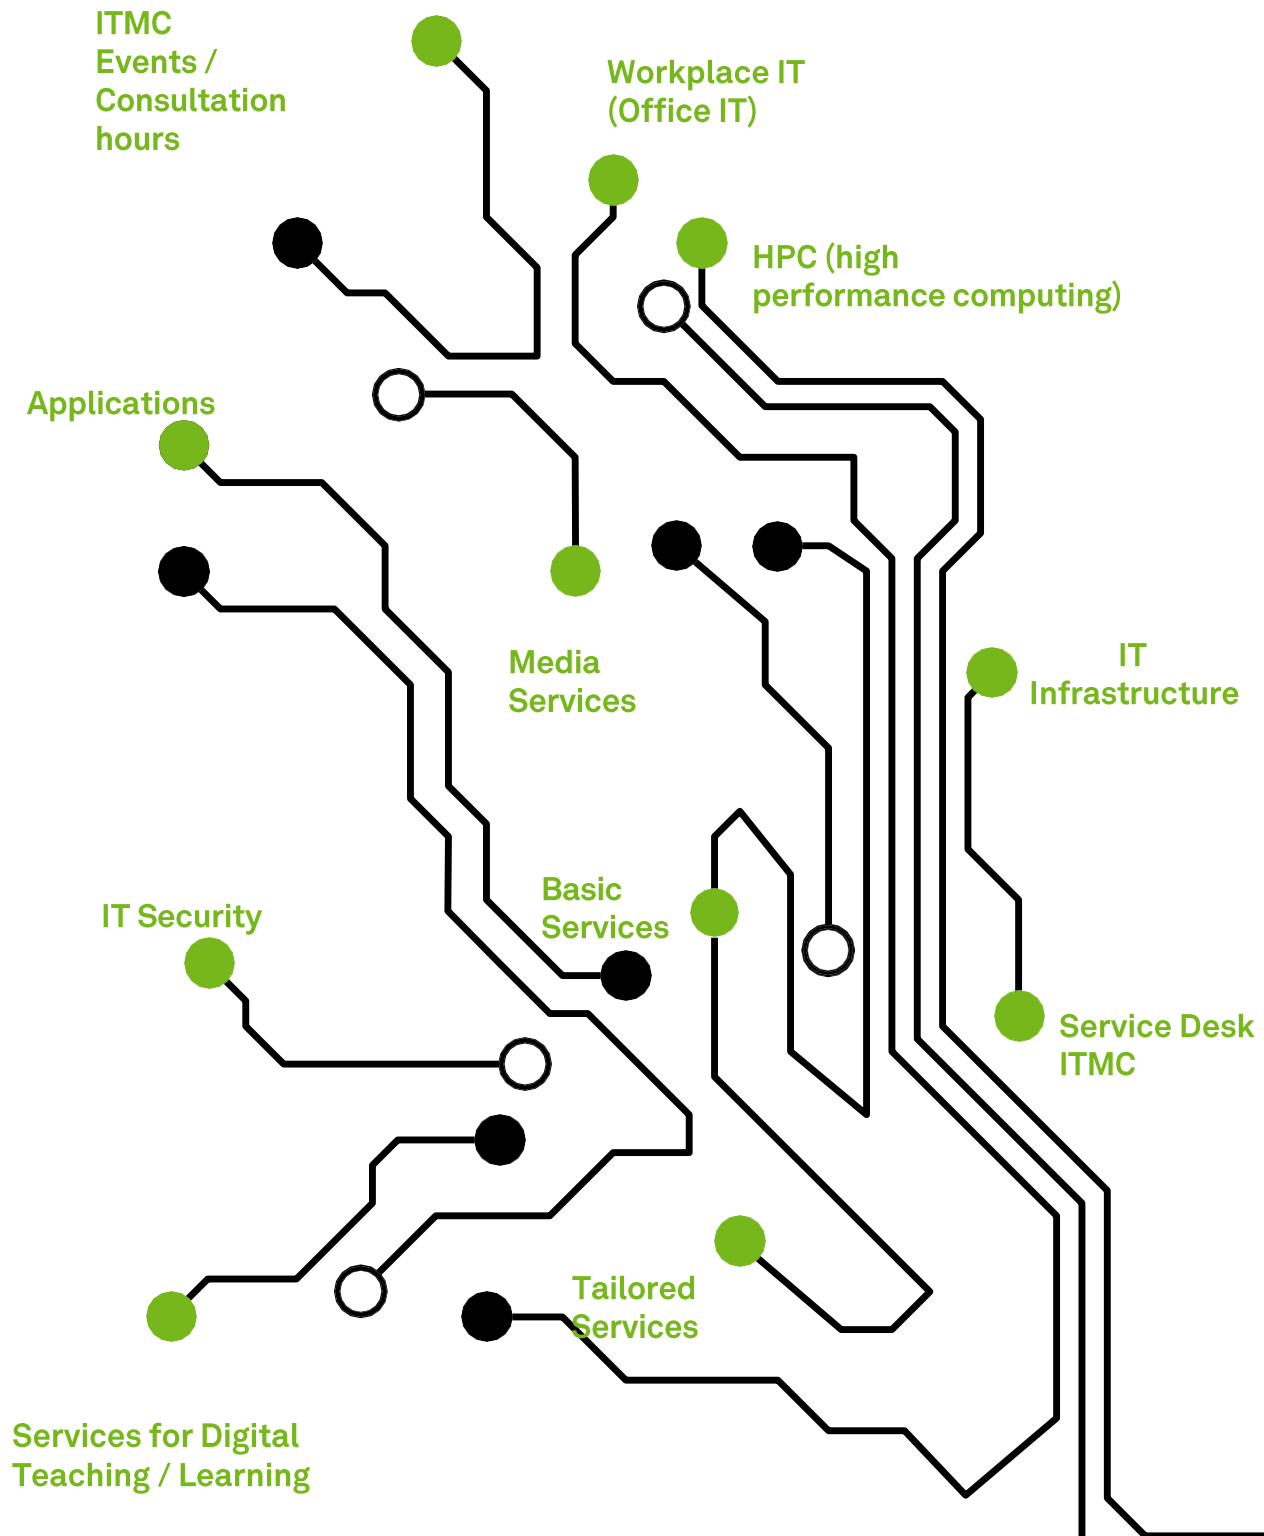 ITMC
Events /
Consultation
hours
Workplace IT
(Office IT)
HPC (high
performance computing)
Applications
Media
Services
IT
Infrastructure
Basic
Services
IT Security
Service Desk
ITMC
Tailored
Services
Services for Digital
Teaching / Learning